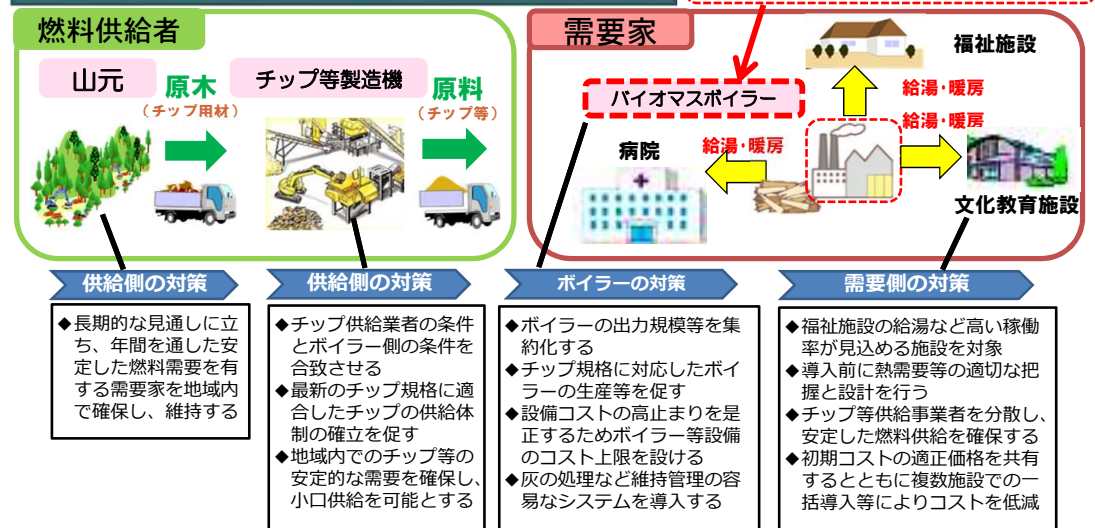 燃料供給者
山元
原木
（チップ用材）
チップ等製造機
原料
（チップ等）
需要家
バイオマスボイラー
福祉施設
給湯・暖房
給湯・暖房
病院
給湯・暖房
文化教育施設
供給側の対策
◆長期的な見通しに立
ち、年間を通した安
定した燃料需要を有
する需要家を地域内
で確保し、維持する
供給側の対策
◆チップ供給業者の条件
とボイラー側の条件を
合致させる
◆最新のチップ規格に適
合したチップの供給体
制の確立を促す
◆地域内でのチップ等の
安定的な需要を確保し、
小口供給を可能とする
ボイラーの対策
◆ボイラーの出力規模等を集
約化する
◆チップ規格に対応したボイ
ラーの生産等を促す
◆設備コストの高止まりを是
正するためボイラー等設備
のコスト上限を設ける
◆灰の処理など維持管理の容
易なシステムを導入する
需要側の対策
◆福祉施設の給湯など高い稼働
率が見込める施設を対象
◆導入前に熱需要等の適切な把
握と設計を行う
◆チップ等供給事業者を分散し、
安定した燃料供給を確保する
◆初期コストの適正価格を共有
するとともに複数施設での一
括導入等によりコストを低減